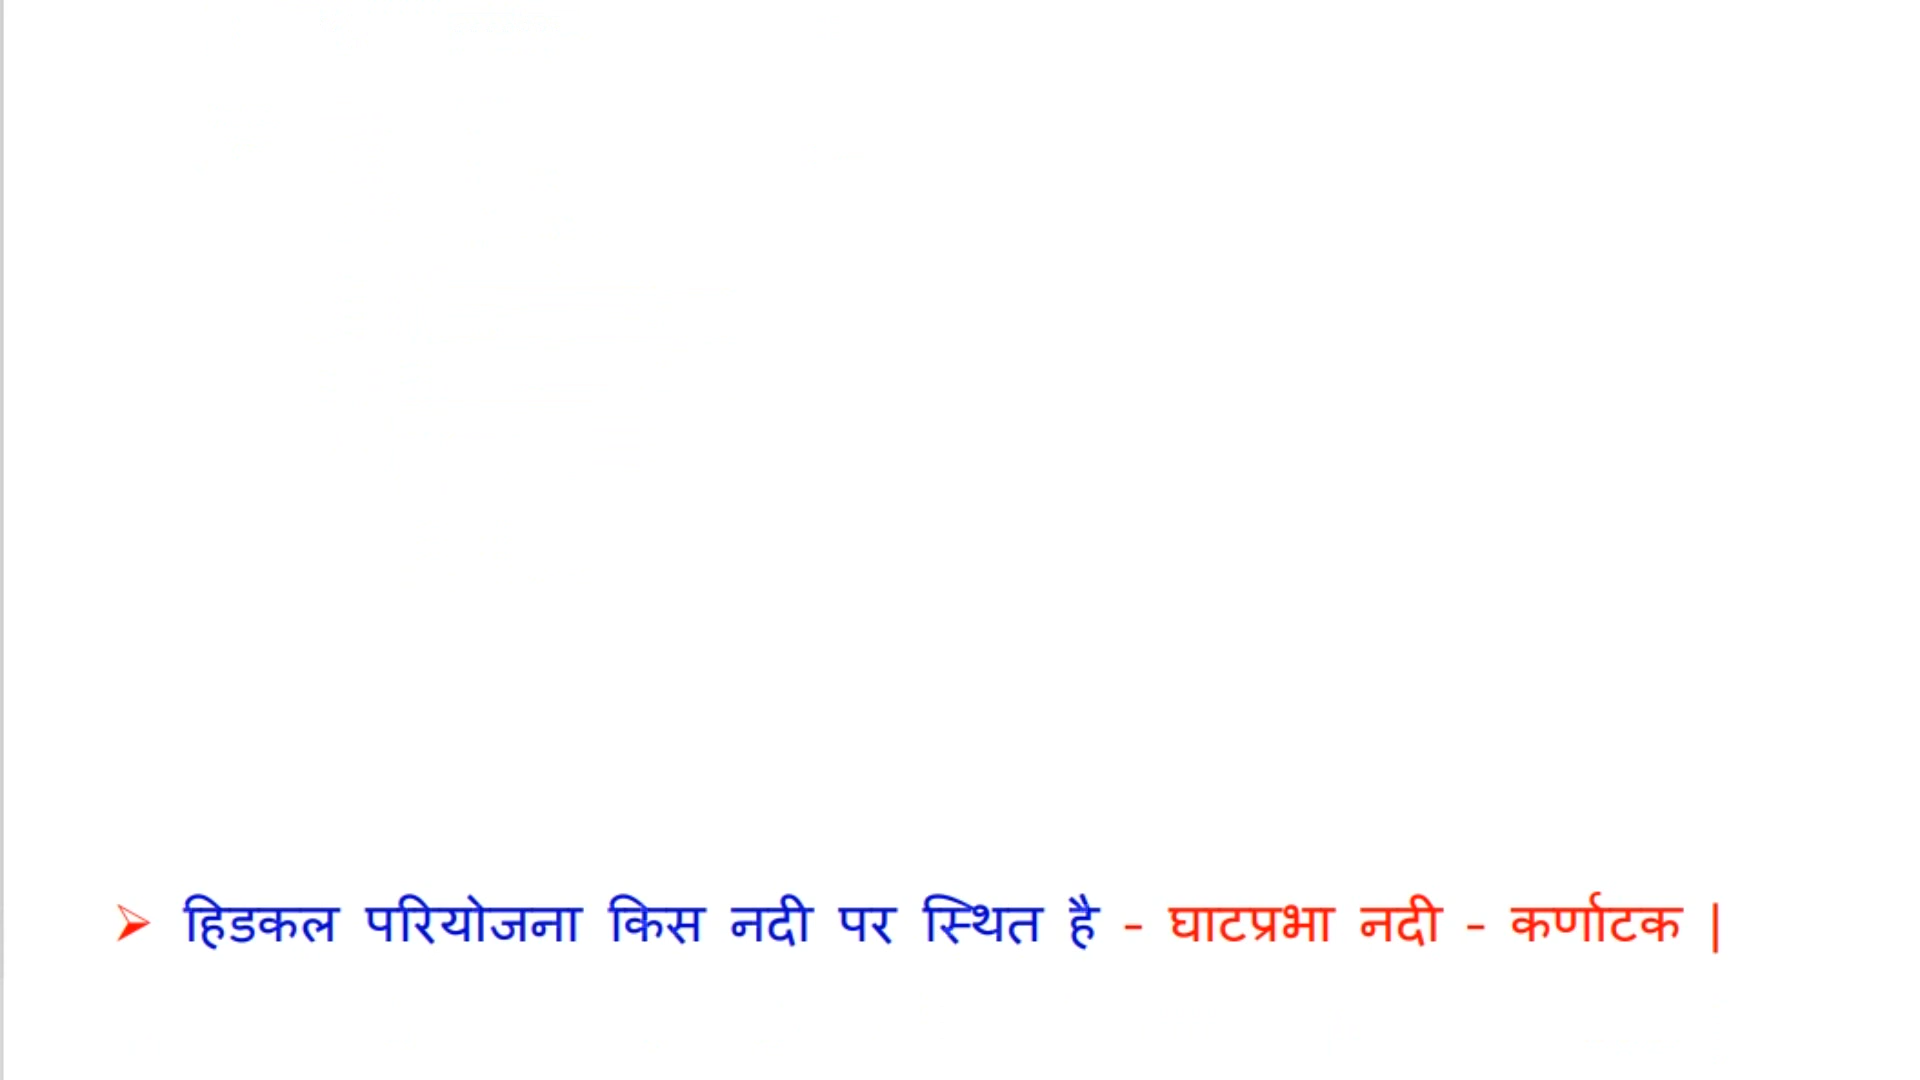 ➢ हिडकल परियोजना किस नदी पर स्थित है - घाटप्रभा नदी - कर्णाटक |